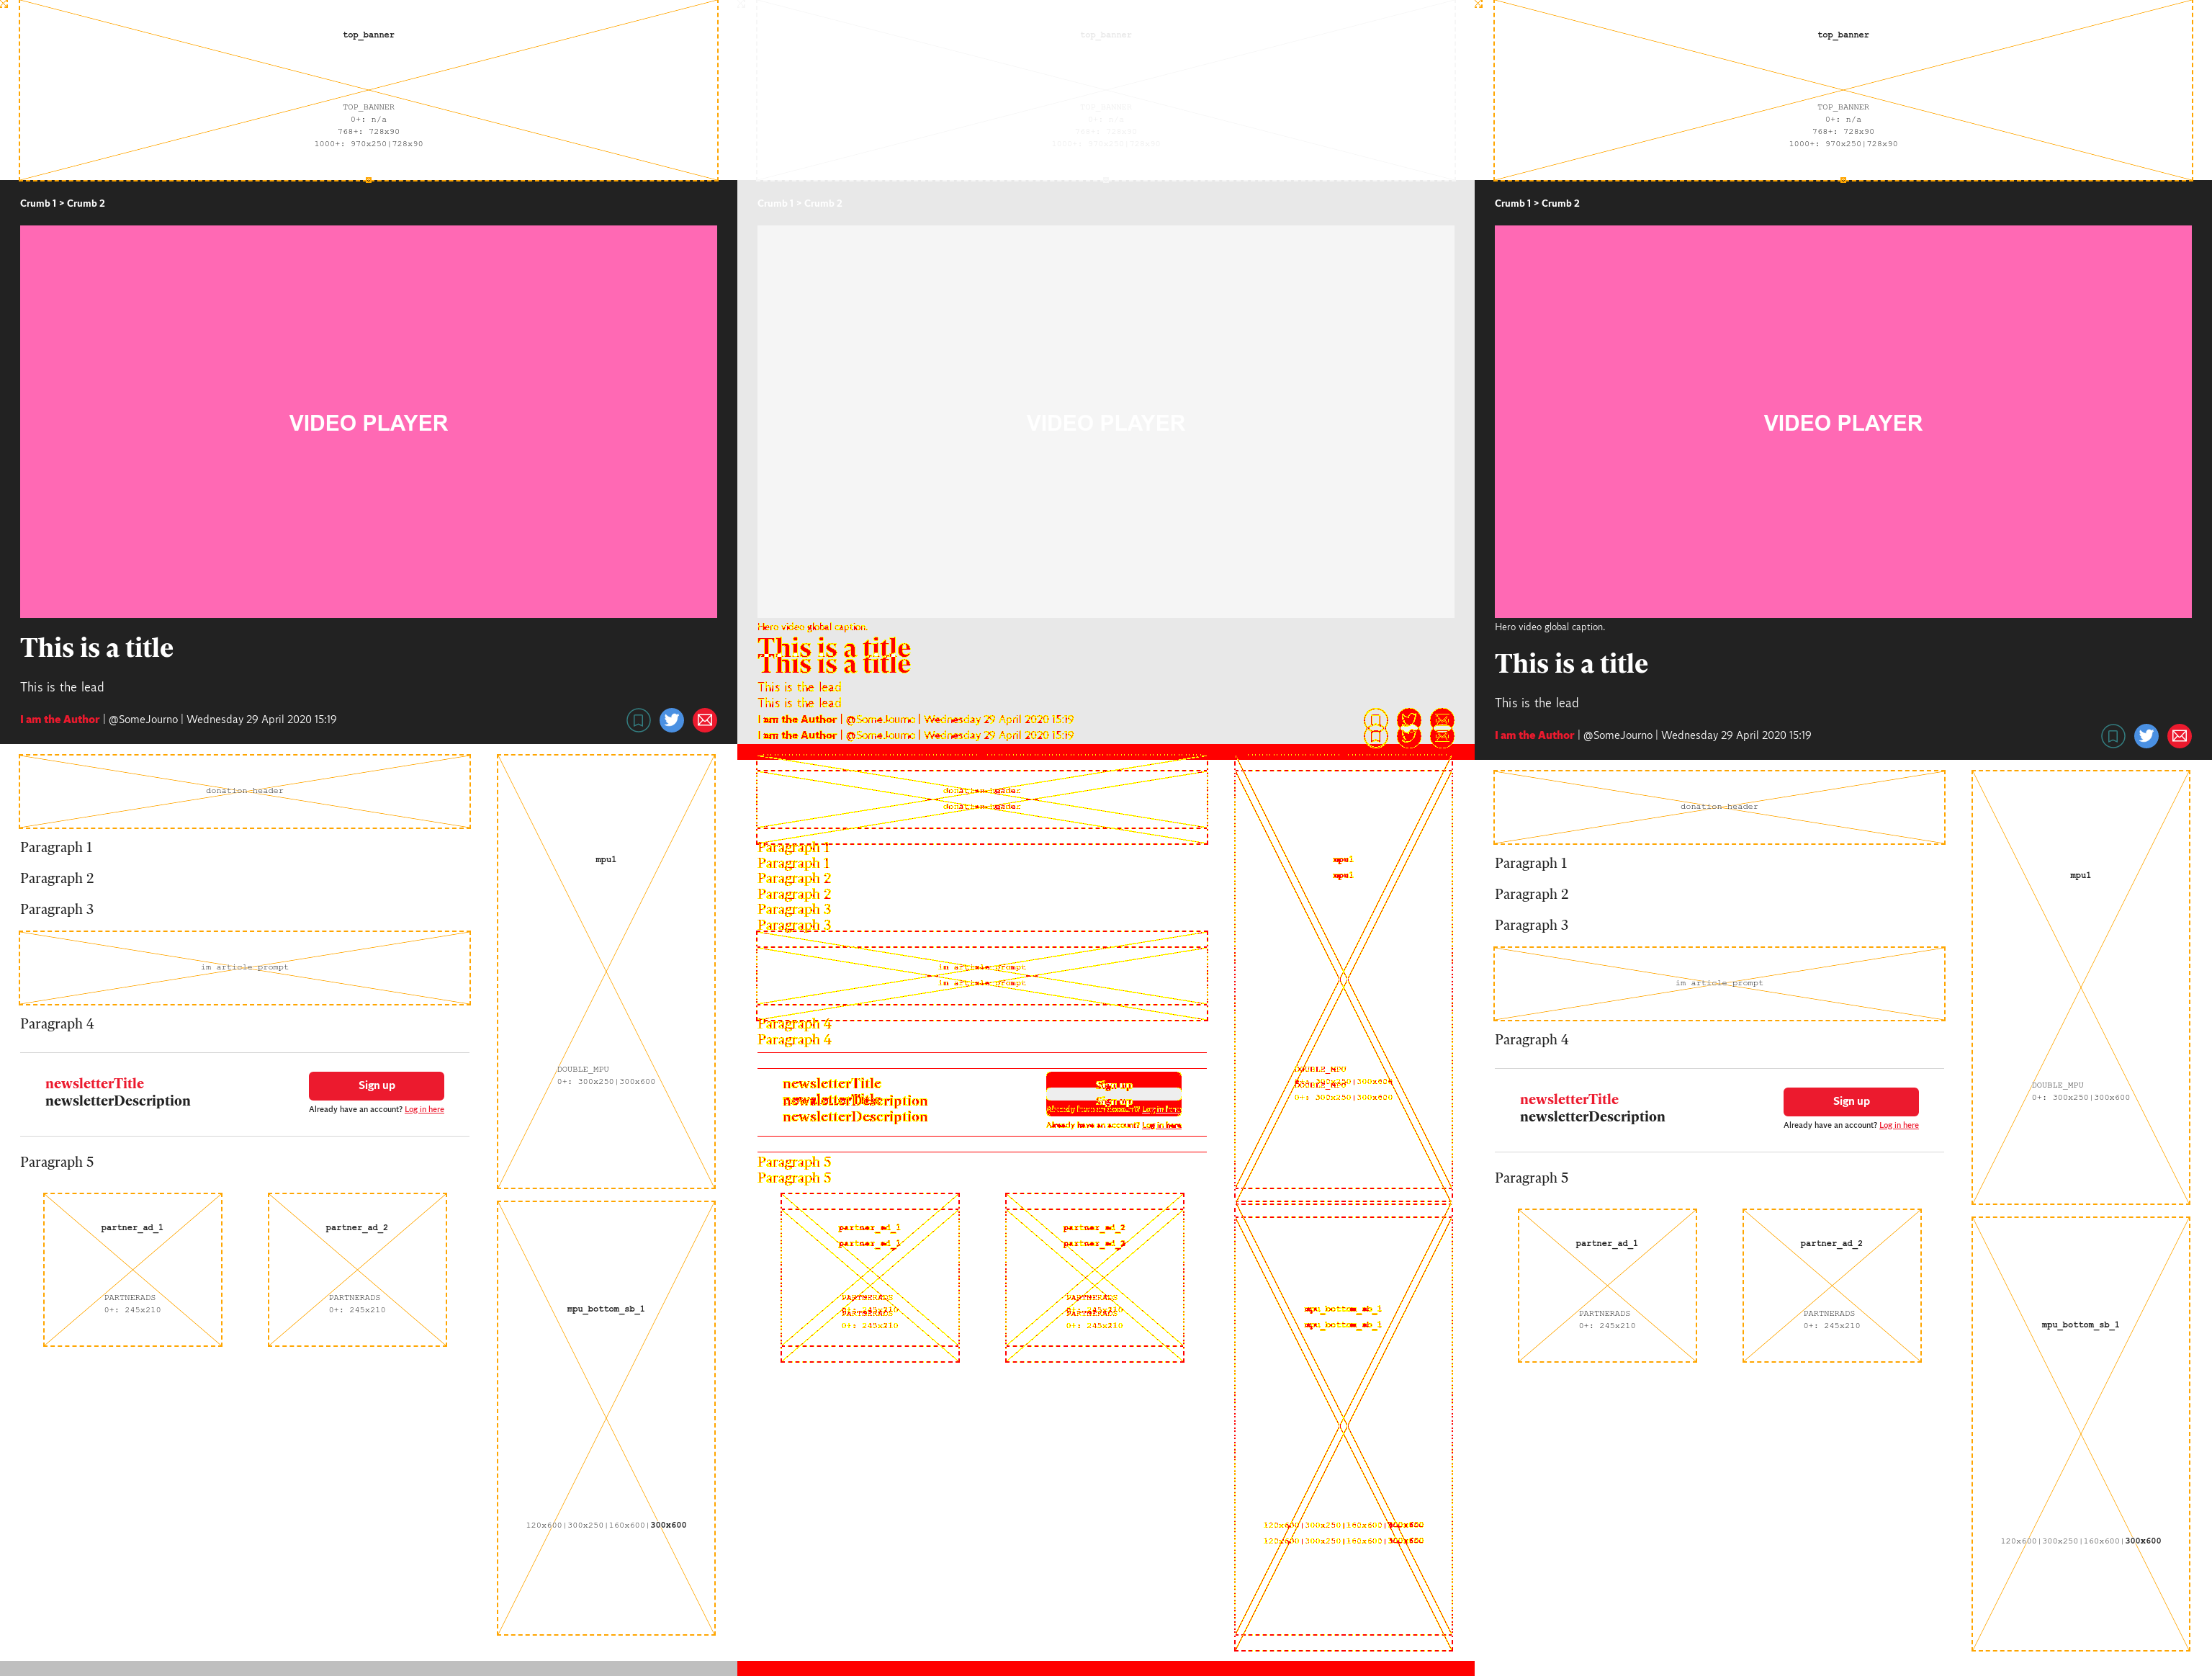 top_banner
TOP_BANNER
0+: n/a
768+: 728x90
1000+: 970x250|728x90
Crumb 1 > Crumb 2
VIDEO PLAYER
This is a title
This is the lead
I am the Author | @SomeJourno | Wednesday 29 April 2020 15:19
donation header
Paragraph 1
Paragraph 2
Paragraph 3
im article prompt
Paragraph 4
newsletterTitle
newsletterDescription
Sign up
Already have an account? Log in here
Paragraph 5
partner_ad_1
PARTNERADS
0+: 245x210
partner_ad_2
PARTNERADS
0+: 245x210
mpu1
DOUBLE_MPU
0+: 300x250|300x600
mpu_bottom_sb_1
120x600|300x250|160x600|300x600
top_banner
TOP_BANNER
0+: n/a
768+: 728x90
1000+: 970x250|728x90
Crumb 1 > Crumb 2
VIDEO PLAYER
Hero video global caption.
This is a title
This is a title
This is the lead
This is the lead
I am the Author | @SomeJourno | Wednesday 29 April 2020 15:19
I am the Author | @SomeJourno | Wednesday 29 April 2020 15:19
donation header
donation header
Paragraph 1
Paragraph 1
Paragraph 2
Paragraph 2
Paragraph 3
Paragraph 3
im article prompt
im article prompt
Paragraph 4
Paragraph 4
newsletterTitle
newsletterTitle
newsletterDescription
newsletterDescription
Sign up
Sign up
Already have an account? Log in here
Already have an account? Log in here
Paragraph 5
Paragraph 5
partner_ad_1
partner_ad_1
PARTNERADS
0+: 245x210
PARTNERADS
0+: 245x210
partner_ad_2
partner_ad_2
PARTNERADS
0+: 245x210
PARTNERADS
0+: 245x210
mpu1
mpu1
DOUBLE_MPU
0+: 300x250|300x600
DOUBLE_MPU
0+: 300x250|300x600
mpu_bottom_sb_1
mpu_bottom_sb_1
120x600|300x250|160x600|300x600
120x600|300x250|160x600|300x600
top_banner
TOP_BANNER
0+: n/a
768+: 728x90
1000+: 970x250|728x90
Crumb 1 > Crumb 2
VIDEO PLAYER
Hero video global caption.
This is a title
This is the lead
I am the Author | @SomeJourno | Wednesday 29 April 2020 15:19
donation header
Paragraph 1
Paragraph 2
Paragraph 3
im article prompt
Paragraph 4
newsletterTitle
newsletterDescription
Sign up
Already have an account? Log in here
Paragraph 5
partner_ad_1
PARTNERADS
0+: 245x210
partner_ad_2
PARTNERADS
0+: 245x210
mpu1
DOUBLE_MPU
0+: 300x250|300x600
mpu_bottom_sb_1
120x600|300x250|160x600|300x600